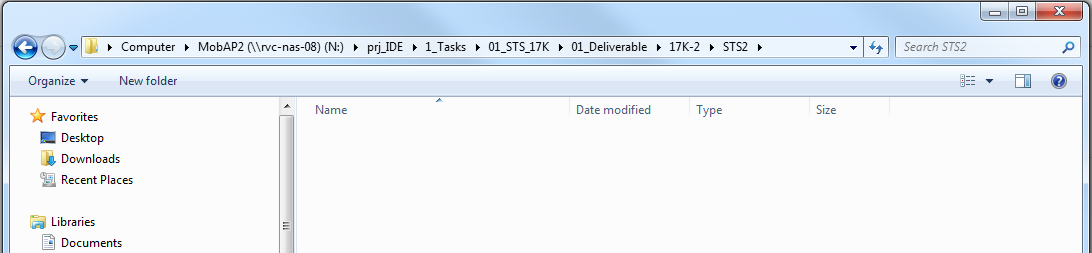 Computer MobAP2 (\\rvc-nas-08) (N:) prj_IDE 1_Tasks 01_STS_17K 01_Deliverable 17K-2 STS2 Search STS2
Organize New folder
Name Date modified Type Size
Favorites
Desktop
Downloads
Recent Places
Libraries
Documents